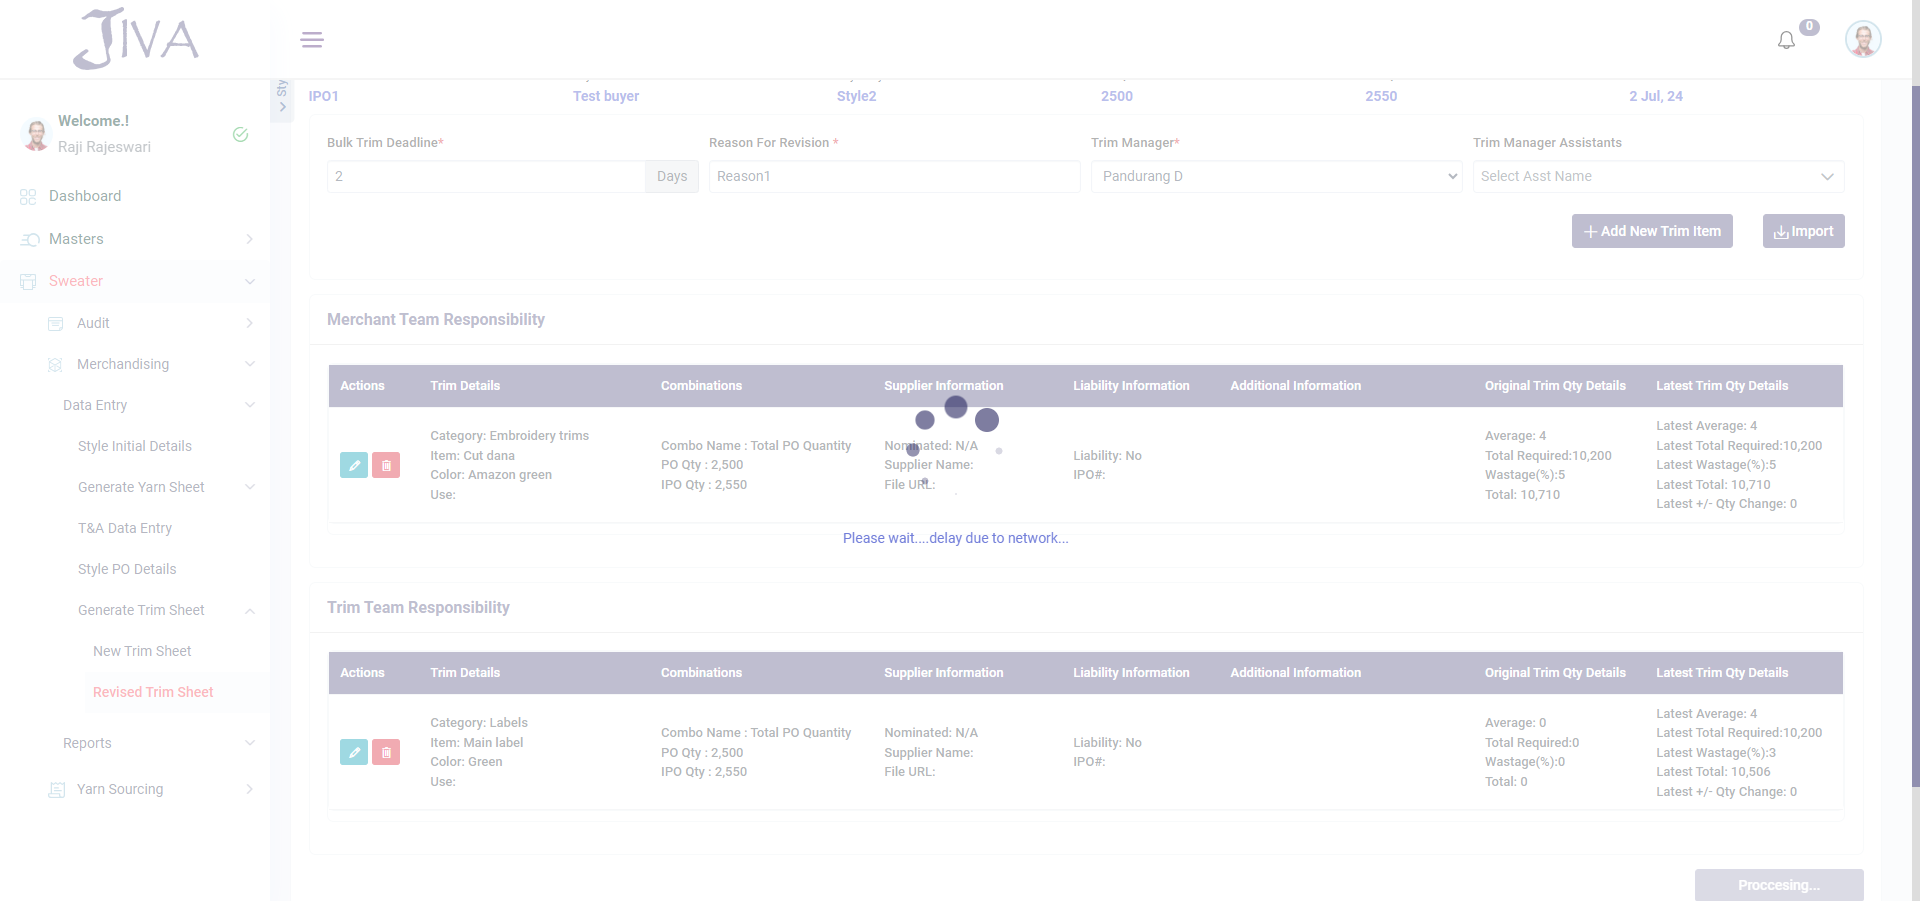 JIVA
0
Welcome.!
Raji Rajeswari
Dashboard
Masters
Sweater
Audit
Merchandising
Data Entry
Style Initial Details
Generate Yarn Sheet
T&A Data Entry
Style PO Details
Generate Trim Sheet
New Trim Sheet
Revised Trim Sheet
Reports
Yarn Sourcing
Sty
IPO1 Test buyer Style2 2500 2550 2 Jul, 24
Bulk Trim Deadline* Reason For Revision * Trim Manager* Trim Manager Assistants
2 Days Reason1 Pandurang D Select Asst Name
Add New Trim Item Import
Merchant Team Responsibility
Actions Trim Details Combinations Supplier Information Liability Information Additional Information Original Trim Qty Details Latest Trim Qty Details
Category: Embroidery trims
Item: Cut dana
Color: Amazon green
Use:
Combo Name : Total PO Quantity
PO Qty : 2,500
IPO Qty : 2,550
Nominated: N/A
Supplier Name:
File URL:
Liability: No
IPO#:
Average: 4
Total Required:10,200
Wastage(%):5
Total: 10,710
Latest Average: 4
Latest Total Required:10,200
Latest Wastage(%):5
Latest Total: 10,710
Latest +/- Qty Change: 0
Please wait....delay due to network...
Trim Team Responsibility
Actions Trim Details Combinations Supplier Information Liability Information Additional Information Original Trim Qty Details Latest Trim Qty Details
Category: Labels
Item: Main label
Color: Green
Use:
Combo Name : Total PO Quantity
PO Qty : 2,500
IPO Qty : 2,550
Nominated: N/A
Supplier Name:
File URL:
Liability: No
IPO#:
Average: 0
Total Required:0
Wastage(%):0
Total: 0
Latest Average: 4
Latest Total Required:10,200
Latest Wastage(%):3
Latest Total: 10,506
Latest +/- Qty Change: 0
Proccesing...